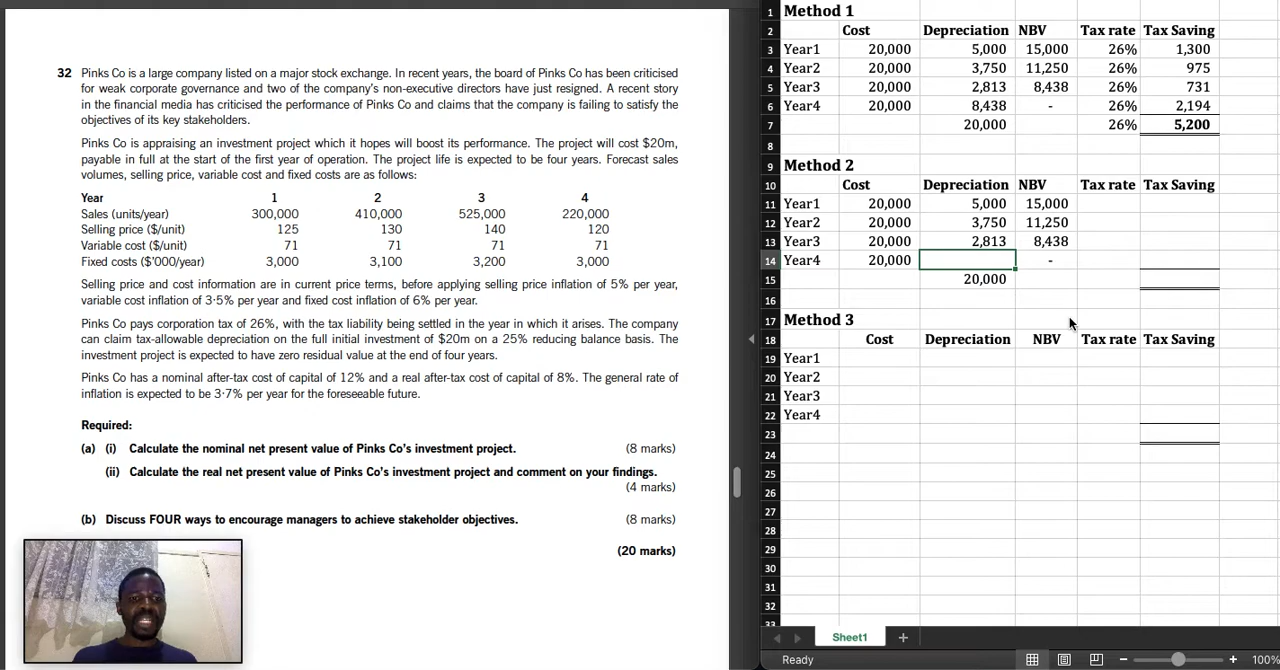 32 Pinks Co is a large company listed on a major stock exchange. In recent years, the board of Pinks Co has been criticised
for weak corporate governance and two of the company's non-executive directors have just resigned. A recent story
in the financial media has criticised the performance of Pinks Co and claims that the company is failing to satisfy the
objectives of its key stakeholders.
Pinks Co is appraising an investment project which it hopes will boost its performance. The project will cost $20m,
payable in full at the start of the first year of operation. The project life is expected to be four years. Forecast sales
volumes, selling price, variable cost and fixed costs are as follows:
Year 1 2 3 4
Sales (units/year) 300,000 410,000 525,000 220,000
Selling price ($/unit) 125 130 140 120
Variable cost ($/unit) 71 71 71 71
Fixed costs ($'000/year) 3,000 3,100 3,200 3,000
Selling price and cost information are in current price terms, before applying selling price inflation of 5% per year,
variable cost inflation of 3·5% per year and fixed cost inflation of 6% per year.
Pinks Co pays corporation tax of 26%, with the tax liability being settled in the year in which it arises. The company
can claim tax-allowable depreciation on the full initial investment of $20m on a 25% reducing balance basis. The
investment project is expected to have zero residual value at the end of four years.
Pinks Co has a nominal after-tax cost of capital of 12% and a real after-tax cost of capital of 8%. The general rate of
inflation is expected to be 3·7% per year for the foreseeable future.
Required:
(a) (i) Calculate the nominal net present value of Pinks Co's investment project. (8 marks)
(ii) Calculate the real net present value of Pinks Co's investment project and comment on your findings.
(4 marks)
(b) Discuss FOUR ways to encourage managers to achieve stakeholder objectives. (8 marks)
(20 marks)
1 Method 1
2 Cost Depreciation NBV Tax rate Tax Saving
3 Year1 20,000 5,000 15,000 26% 1,300
4 Year2 20,000 3,750 11,250 26% 975
5 Year3 20,000 2,813 8,438 26% 731
6 Year4 20,000 8,438 - 26% 2,194
7 20,000 26% 5,200
8
9 Method 2
10 Cost Depreciation NBV Tax rate Tax Saving
11 Year1 20,000 5,000 15,000
12 Year2 20,000 3,750 11,250
13 Year3 20,000 2,813 8,438
14 Year4 20,000 -
15 20,000
16
17 Method 3
18 Cost Depreciation NBV Tax rate Tax Saving
19 Year1
20 Year2
21 Year3
22 Year4
23
24
25
26
27
28
29
30
31
32
33
Sheet1 +
Ready − + 100%